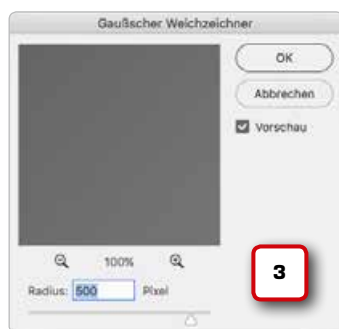 Gaußscher Weichzeichner
OK
Abbrechen
Vorschau
100%
Radius: 500 Pixel
3